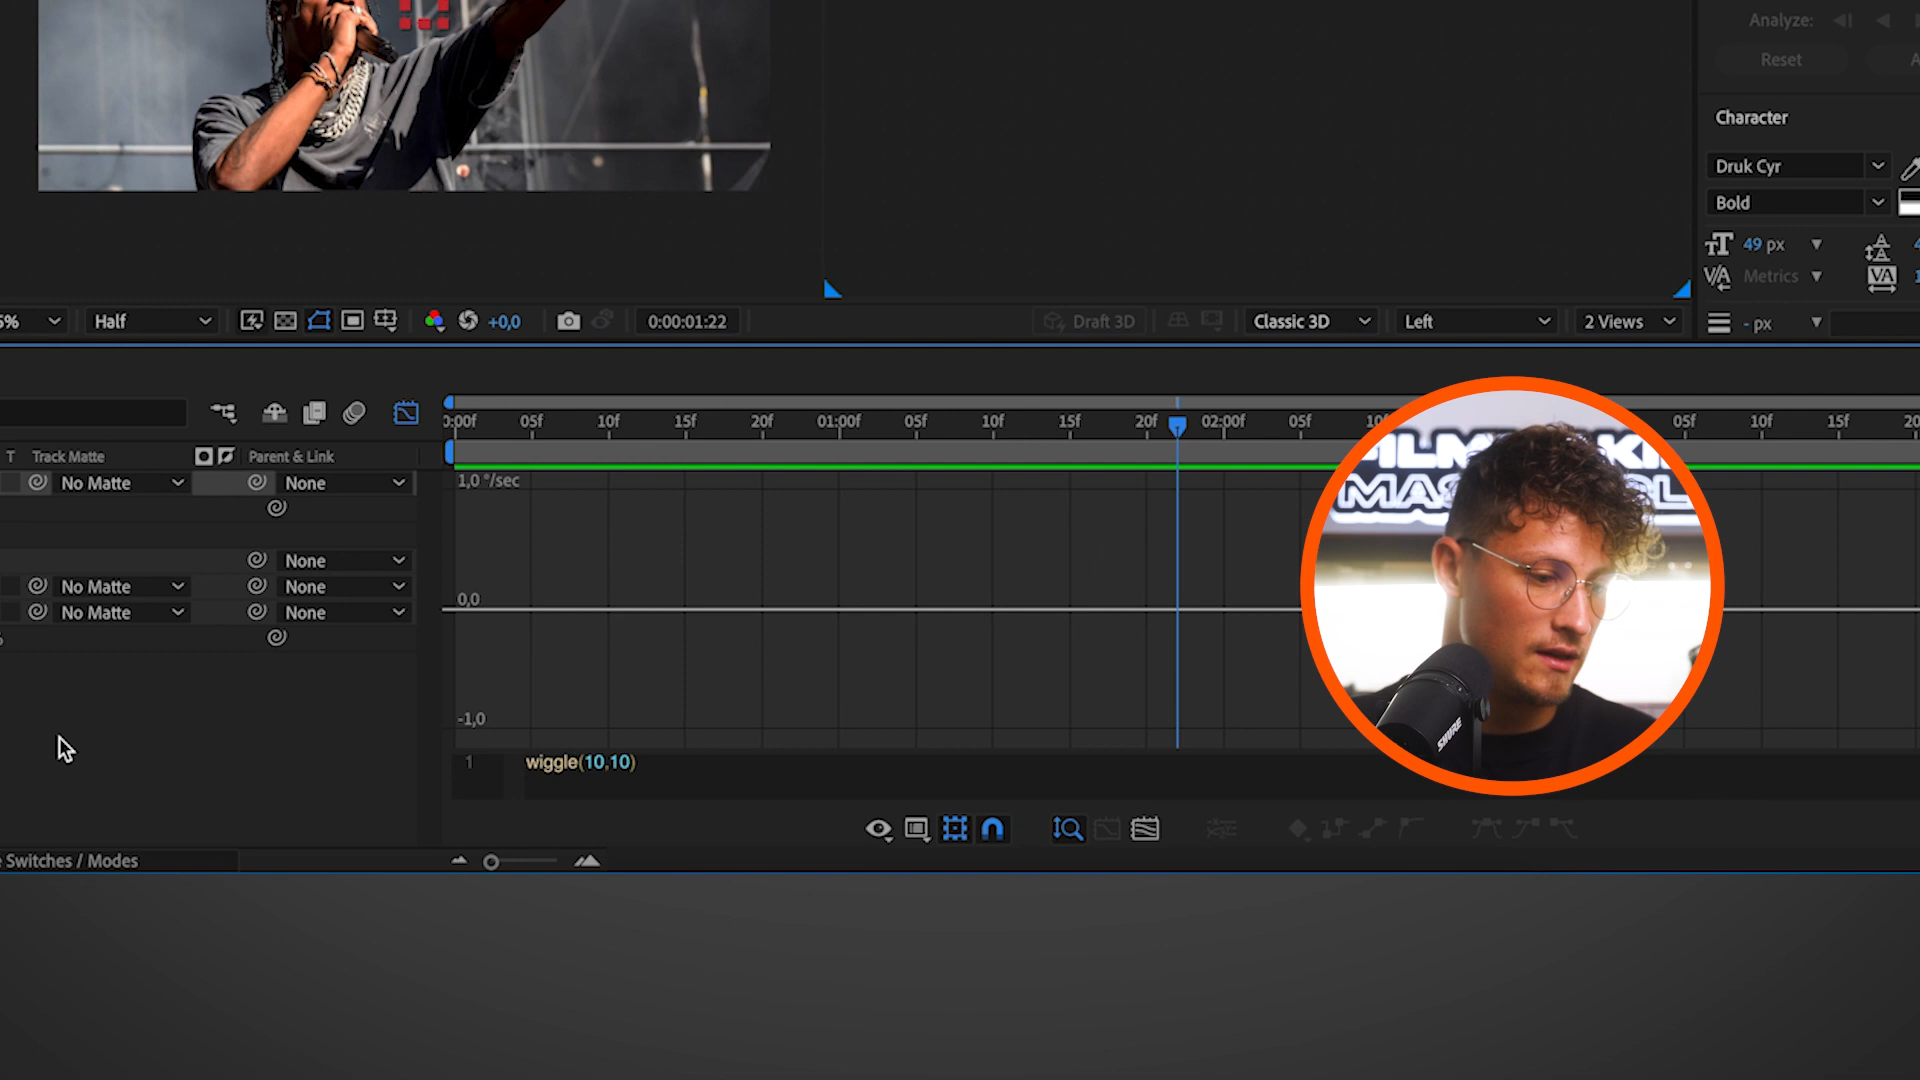 Analyze:
Reset
Character
Druk Cyr
Bold
49 px
Metrics
- px
Half
+0,0
0:00:01:22
Draft 3D
Classic 3D
Left
2 Views
0:00f 05f 10f 15f 20f 01:00f 05f 10f 15f 20f 02:00f 05f 05f 10f 15f
T Track Matte Parent & Link
No Matte None
1,0 °/sec
None
No Matte None
0,0
No Matte None
-1,0
1 wiggle(10,10)
SHURE
Switches / Modes